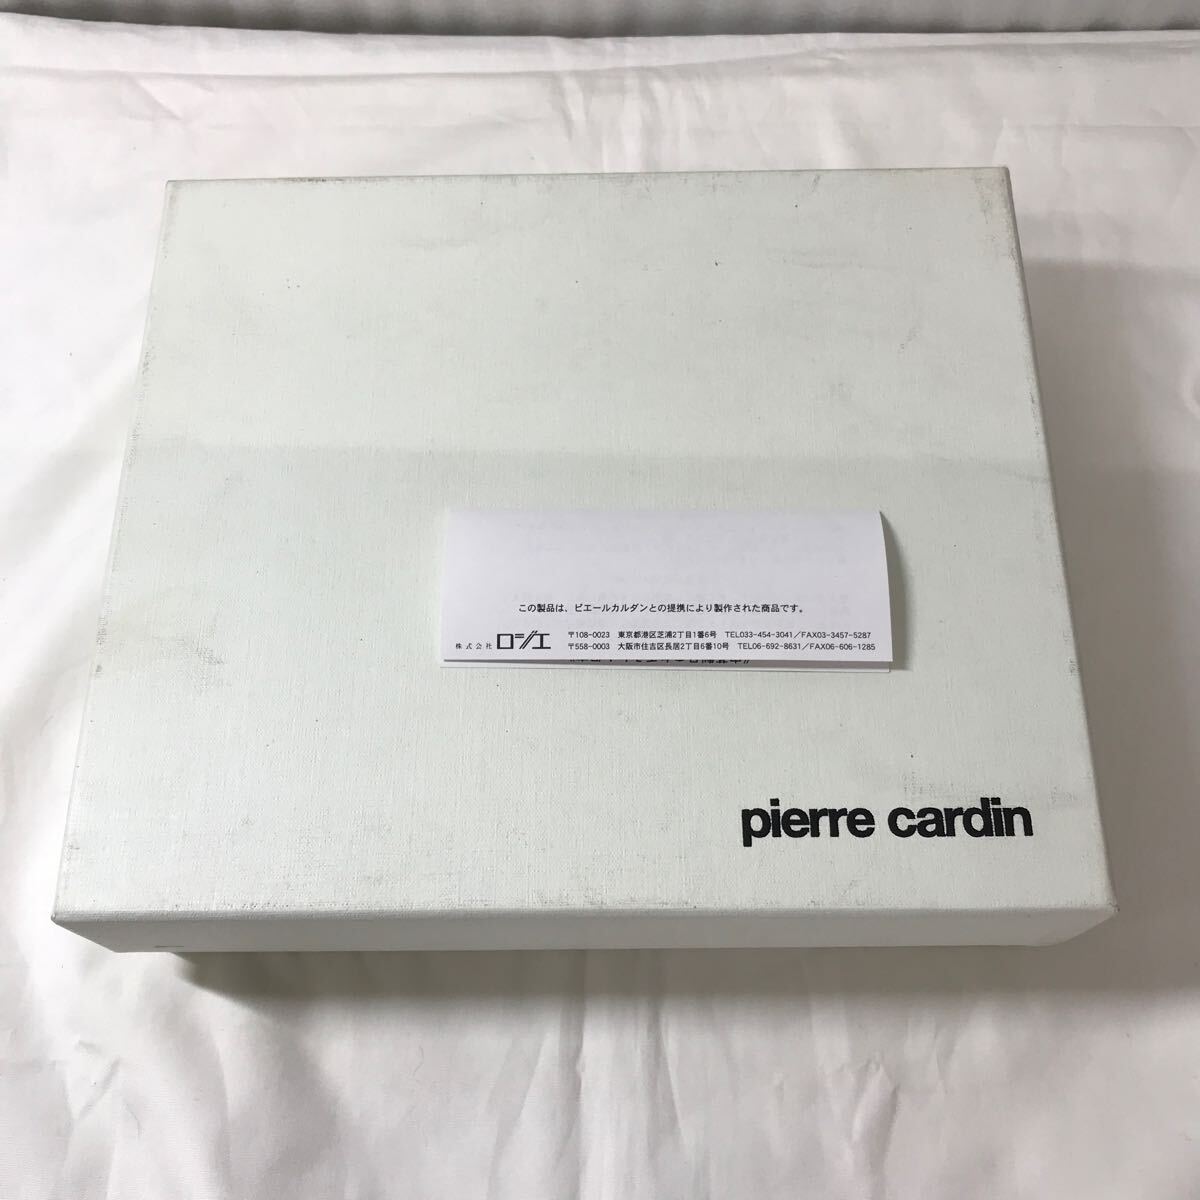 この製品は、ピエールカルダンとの提携により製作された商品です。
株式会社 ロジエ
〒108-0023 東京都港区芝浦2丁目1番6号 TEL033-454-3041/FAX03-3457-5287
〒558-0003 大阪市住吉区長居2丁目6番10号 TEL06-692-8631/FAX06-606-1285
pierre cardin